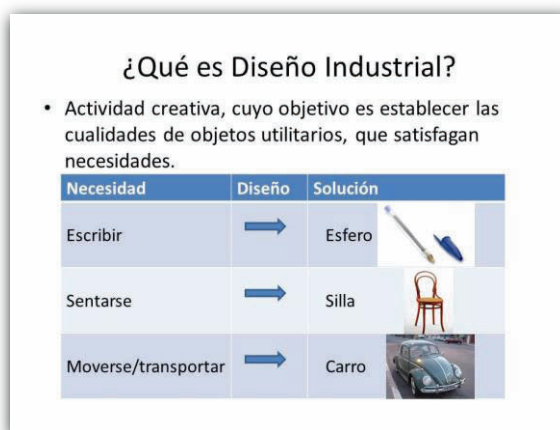 ¿Qué es Diseño Industrial?
• Actividad creativa, cuyo objetivo es establecer las
cualidades de objetos utilitarios, que satisfagan
necesidades.
Necesidad Diseño Solución
Escribir Esfero
Sentarse Silla
Moverse/transportar Carro